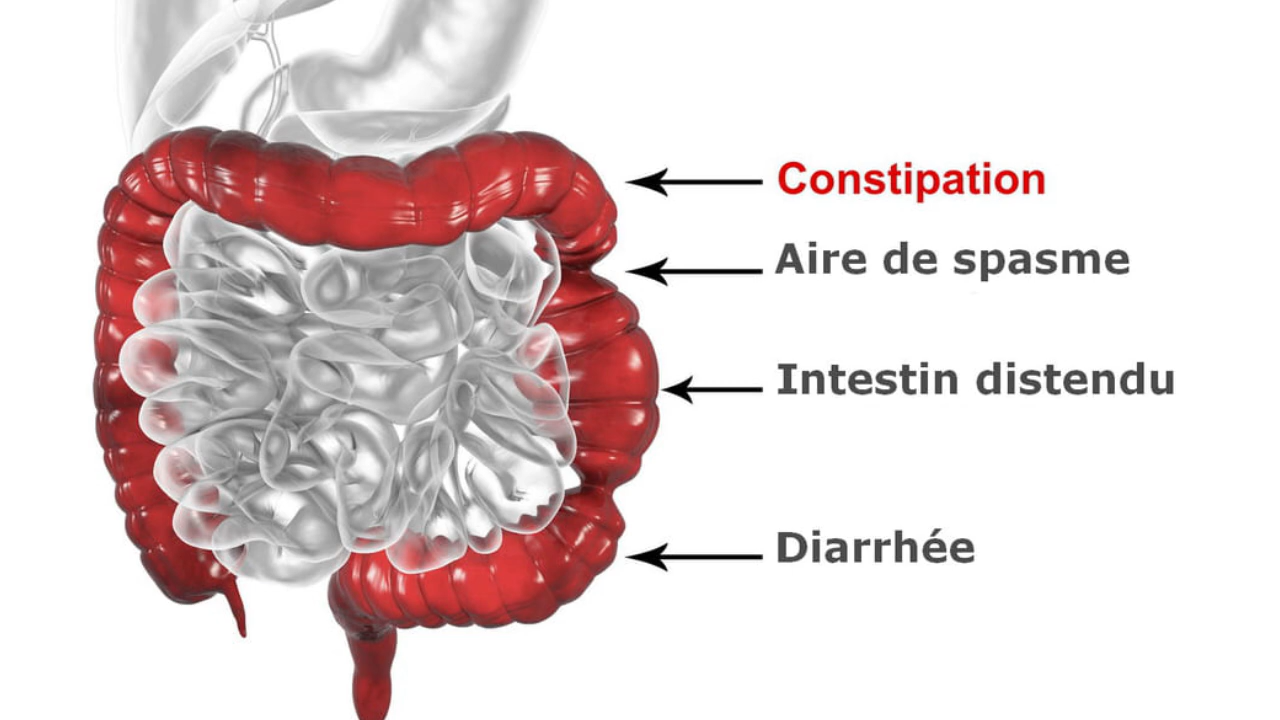 Constipation
Aire de spasme
Intestin distendu
Diarrhée